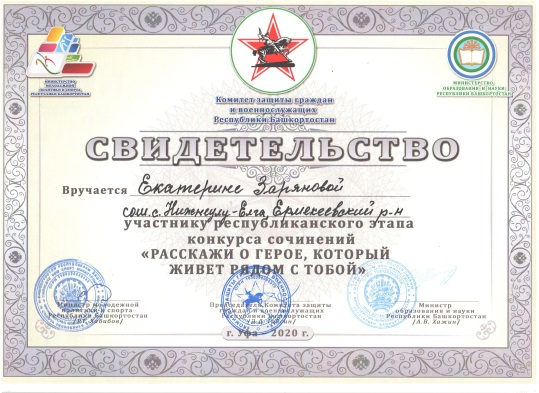 МИНИСТЕРСТВО
МОЛОДЕЖНОЙ
ПОЛИТИКИ И СПОРТА
РЕСПУБЛИКИ БАШКОРТОСТАН
Комитет защиты граждан
и военнослужащих
Республики Башкортостан
МИНИСТЕРСТВО
ОБРАЗОВАНИЯ И НАУКИ
РЕСПУБЛИКИ БАШКОРТОСТАН
СВИДЕТЕЛЬСТВО
Вручается Екатерине Заряновой
сош. с. Нижнеулу-Елга, Ермекеевский р-н
участнику республиканского этапа
конкурса сочинений
«РАССКАЖИ О ГЕРОЕ, КОТОРЫЙ
ЖИВЕТ РЯДОМ С ТОБОЙ»
Министр молодежной
политики и спорта
Республики Башкортостан
Хабибов/
Председатель Комитета защиты
граждан и военнослужащих
Республики Башкортостан
Министр
образования и науки
Республики Башкортостан
/А.В. Хажин/
г. Уфа - 2020 г.